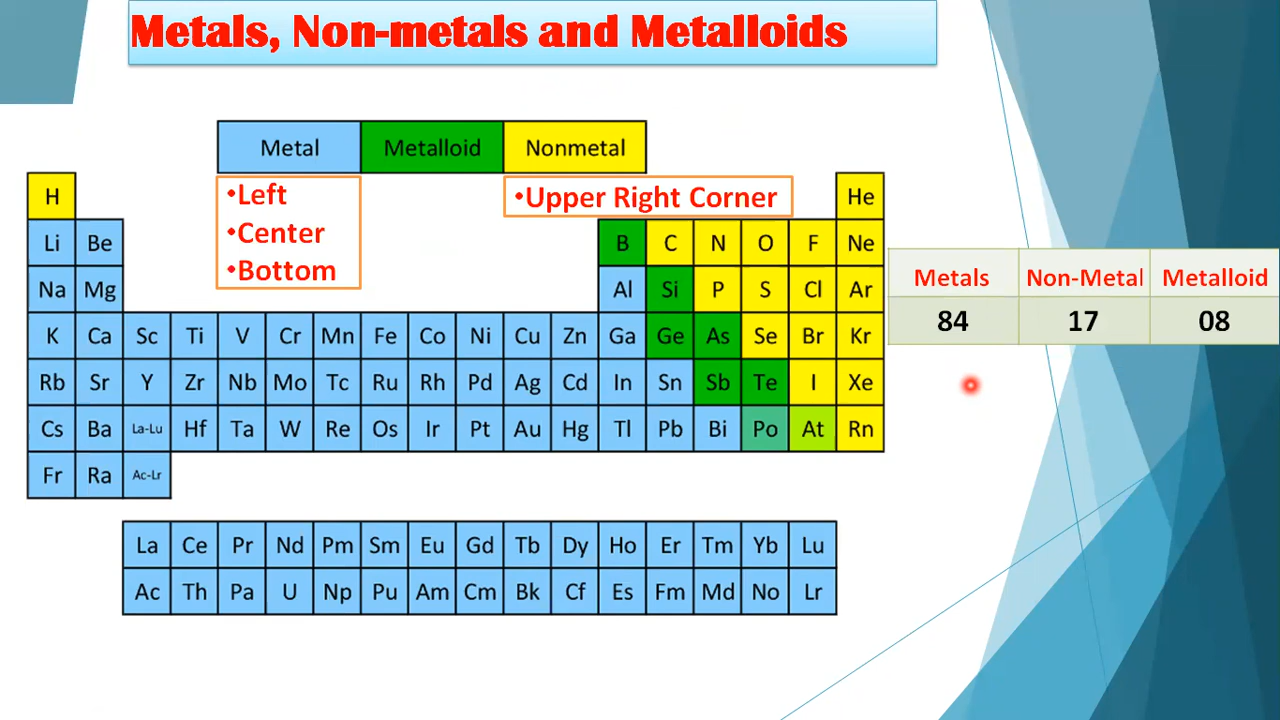 Metals, Non-metals and Metalloids
Metal Metalloid Nonmetal
•Left
•Center
•Bottom
•Upper Right Corner
H He
Li Be B C N O F Ne
Na Mg Al Si P S Cl Ar
K Ca Sc Ti V Cr Mn Fe Co Ni Cu Zn Ga Ge As Se Br Kr
Rb Sr Y Zr Nb Mo Tc Ru Rh Pd Ag Cd In Sn Sb Te I Xe
Cs Ba La-Lu Hf Ta W Re Os Ir Pt Au Hg Tl Pb Bi Po At Rn
Fr Ra Ac-Lr
La Ce Pr Nd Pm Sm Eu Gd Tb Dy Ho Er Tm Yb Lu
Ac Th Pa U Np Pu Am Cm Bk Cf Es Fm Md No Lr
Metals Non-Metal Metalloid
84 17 08